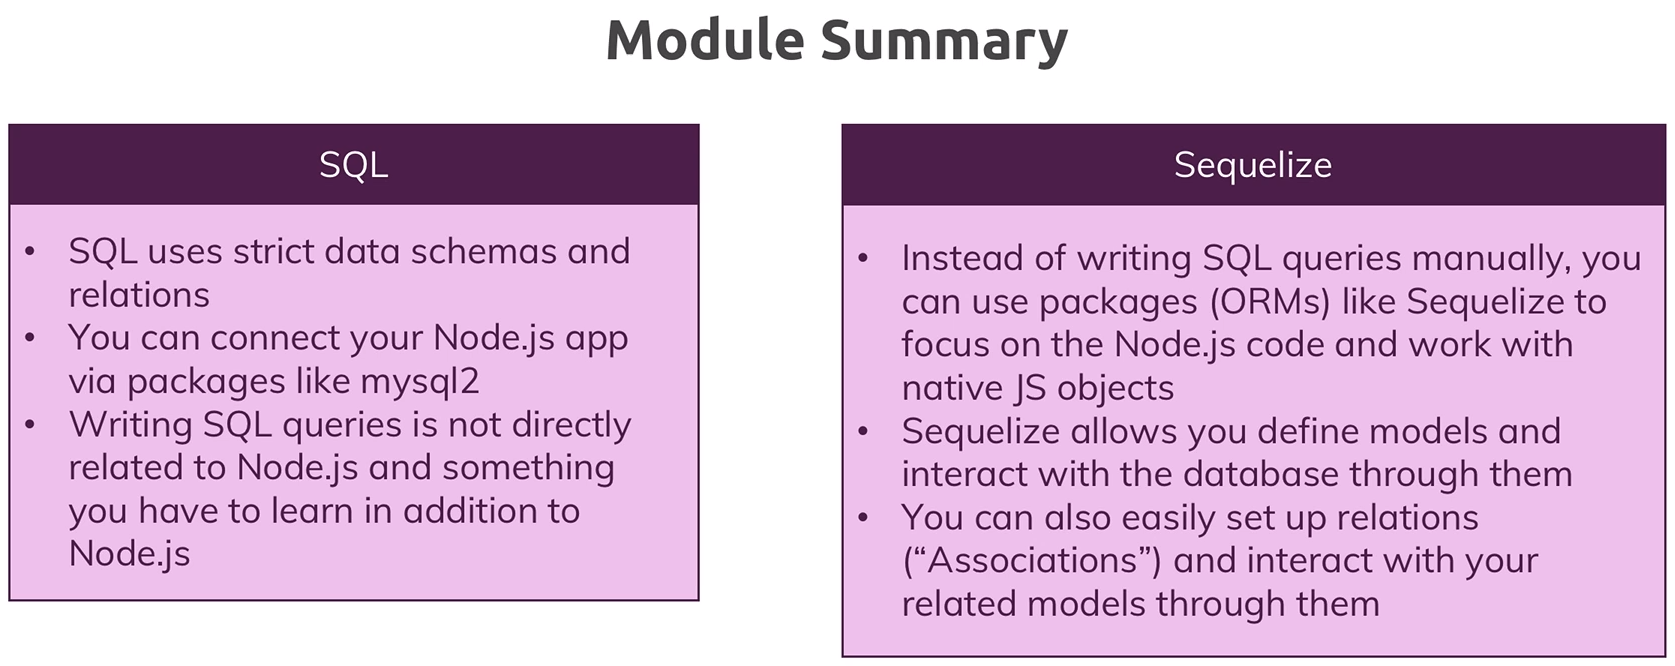 Module Summary
SQL
• SQL uses strict data schemas and
relations
• You can connect your Node.js app
via packages like mysql2
• Writing SQL queries is not directly
related to Node.js and something
you have to learn in addition to
Node.js
Sequelize
• Instead of writing SQL queries manually, you
can use packages (ORMs) like Sequelize to
focus on the Node.js code and work with
native JS objects
• Sequelize allows you define models and
interact with the database through them
• You can also easily set up relations
(“Associations”) and interact with your
related models through them